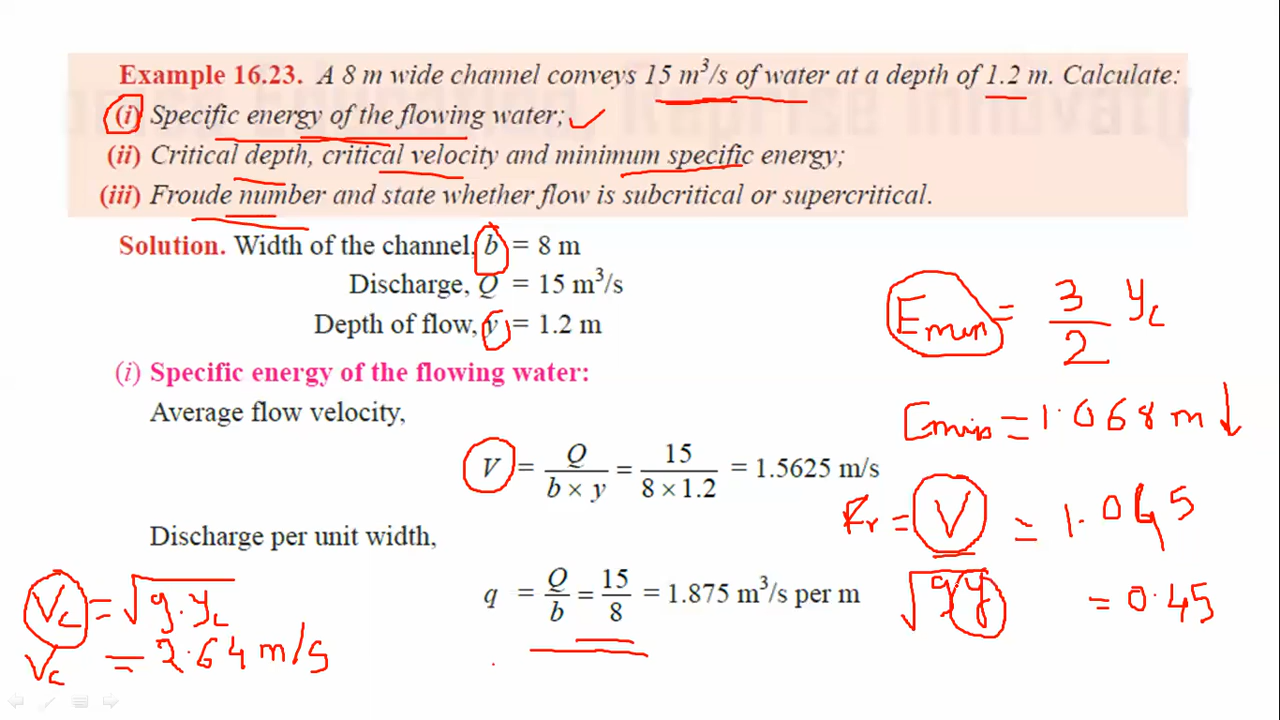 Example 16.23. A 8 m wide channel conveys 15 m³/s of water at a depth of 1.2 m. Calculate:
(i) Specific energy of the flowing water;
(ii) Critical depth, critical velocity and minimum specific energy;
(iii) Froude number and state whether flow is subcritical or supercritical.
Solution. Width of the channel, b = 8 m
Discharge, Q = 15 m³/s
Depth of flow, y = 1.2 m
Emin = 3/2 yc
(i) Specific energy of the flowing water:
Average flow velocity,
Emin = 1.068 m ↓
V = Q / b × y = 15 / 8 × 1.2 = 1.5625 m/s
Fr = V / √gy = 1.045
= 0.45
Discharge per unit width,
q = Q / b = 15 / 8 = 1.875 m³/s per m
Vc = √g.yc
Vc = 2.64 m/s